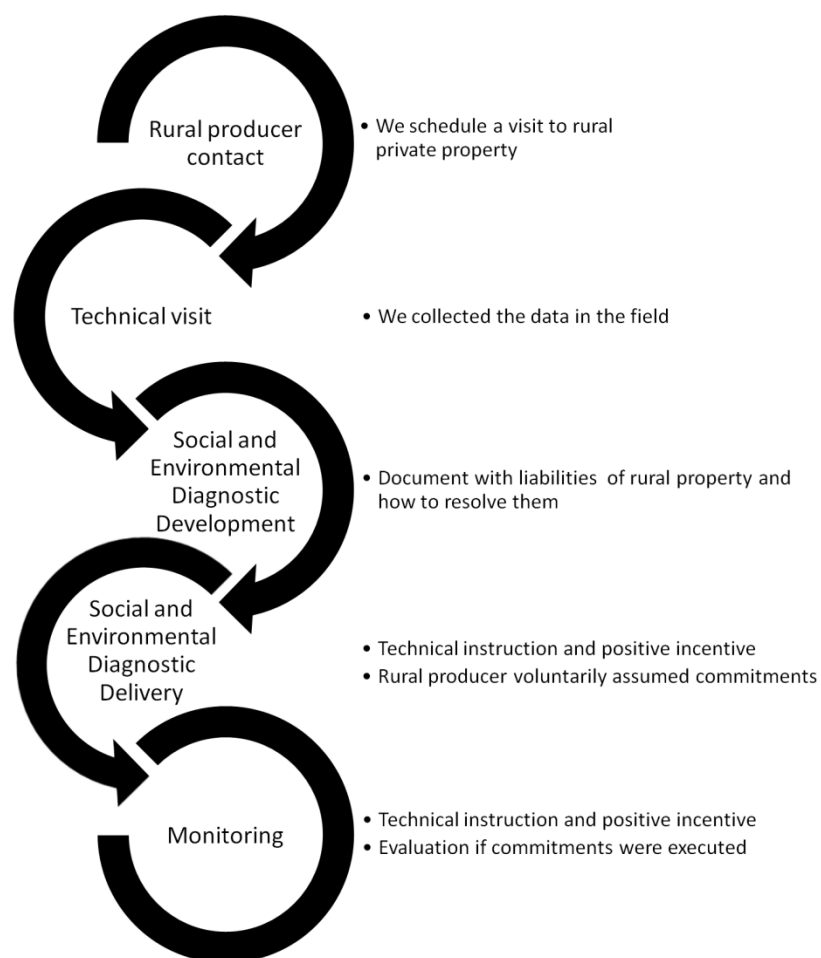 Rural producer
contact
• We schedule a visit to rural
private property
Technical visit
• We collected the data in the field
Social and
Environmental
Diagnostic
Development
• Document with liabilities of rural property and
how to resolve them
Social and
Environmental
Diagnostic
Delivery
• Technical instruction and positive incentive
• Rural producer voluntarily assumed commitments
Monitoring
• Technical instruction and positive incentive
• Evaluation if commitments were executed